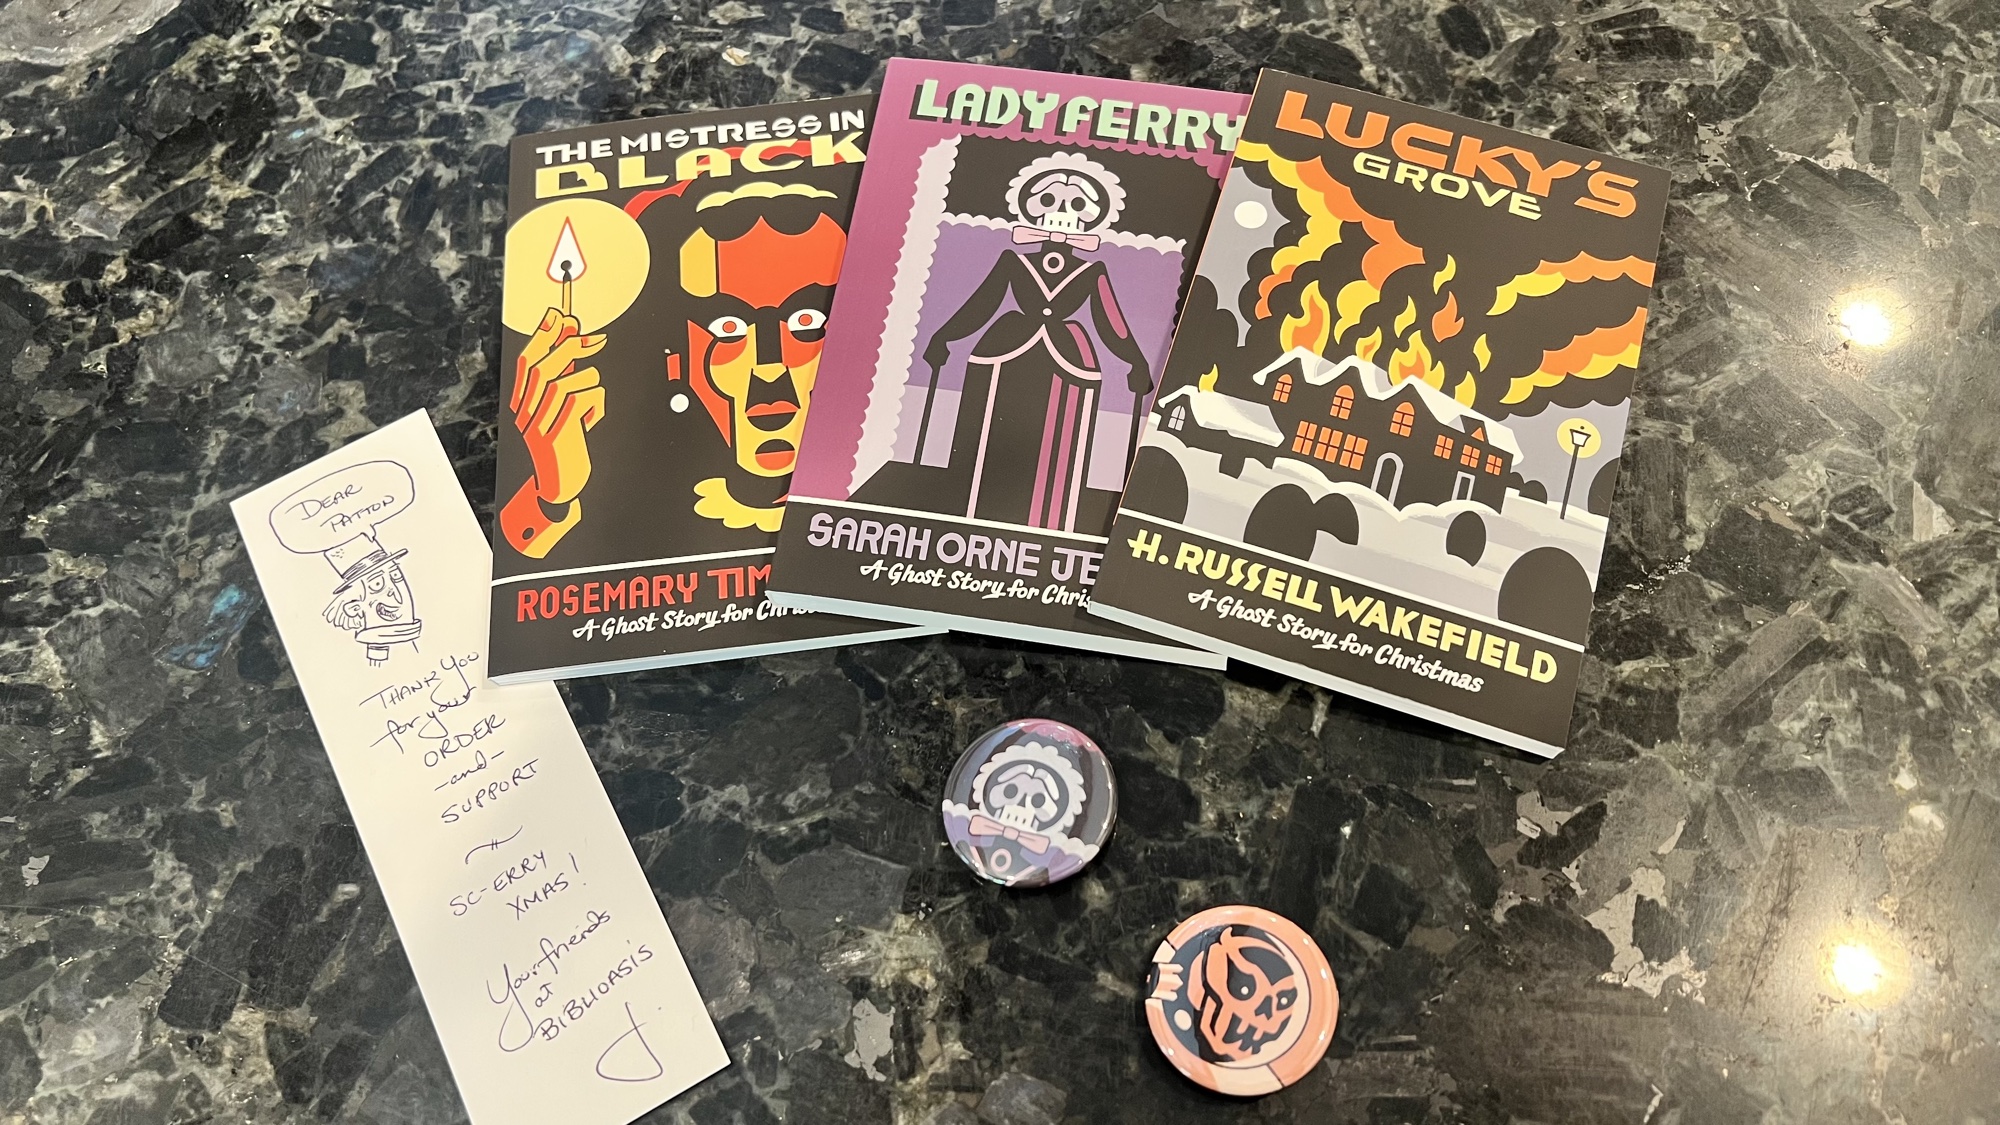 THE MISTRESS IN
BLACK
ROSEMARY TIM
A Ghost Story for Chris
LADY FERRY
SARAH ORNE JE
A Ghost Story for Chris
LUCKY'S
GROVE
H. RUSSELL WAKEFIELD
A Ghost Story for Christmas
DEAR
PATTON
THANK YOU
for your
ORDER
-and-
SUPPORT
SC-ERRY
XMAS!
Your friends
at
BIBLIOASIS
J.